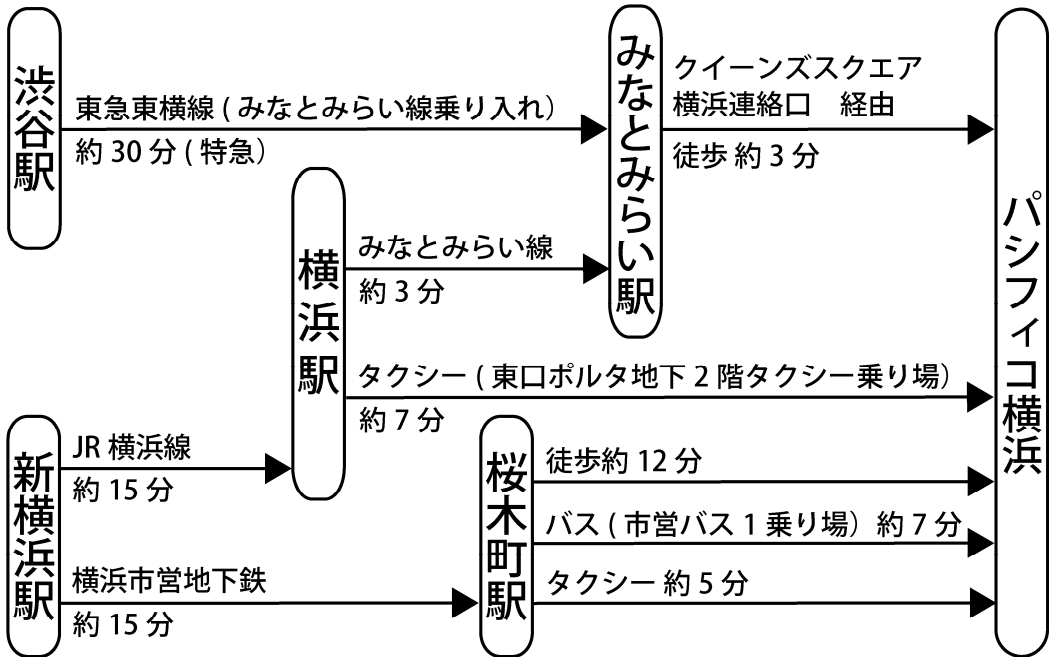 渋谷駅
東急東横線 ( みなとみらい線乗り入れ）
約 30 分 ( 特急）
みなとみらい駅
クイーンズスクエア
横浜連絡口　経由
徒歩 約 3 分
パシフィコ横浜
横浜駅
みなとみらい線
約 3 分
タクシー ( 東口ポルタ地下 2 階タクシー乗り場）
約 7 分
新横浜駅
JR 横浜線
約 15 分
横浜市営地下鉄
約 15 分
桜木町駅
徒歩約 12 分
バス ( 市営バス 1 乗り場）約 7 分
タクシー 約 5 分